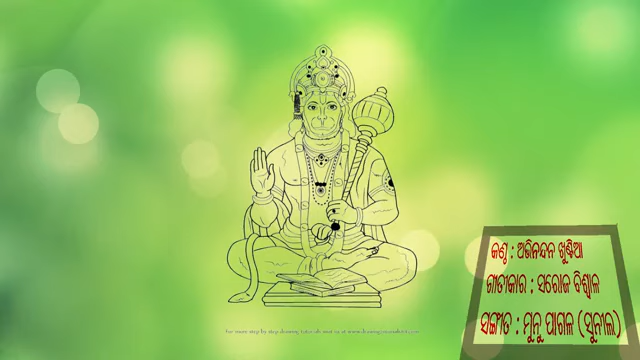 କଣ୍ଠ : ଅଭିନନ୍ଦନ ଖୁଣ୍ଟିଆ
ଗୀତିକାର : ସରୋଜ ବିଶ୍ୱାଳ
ସଙ୍ଗୀତ : ମୁନୁ ପାଗଳ (ସୁନୀଲ)